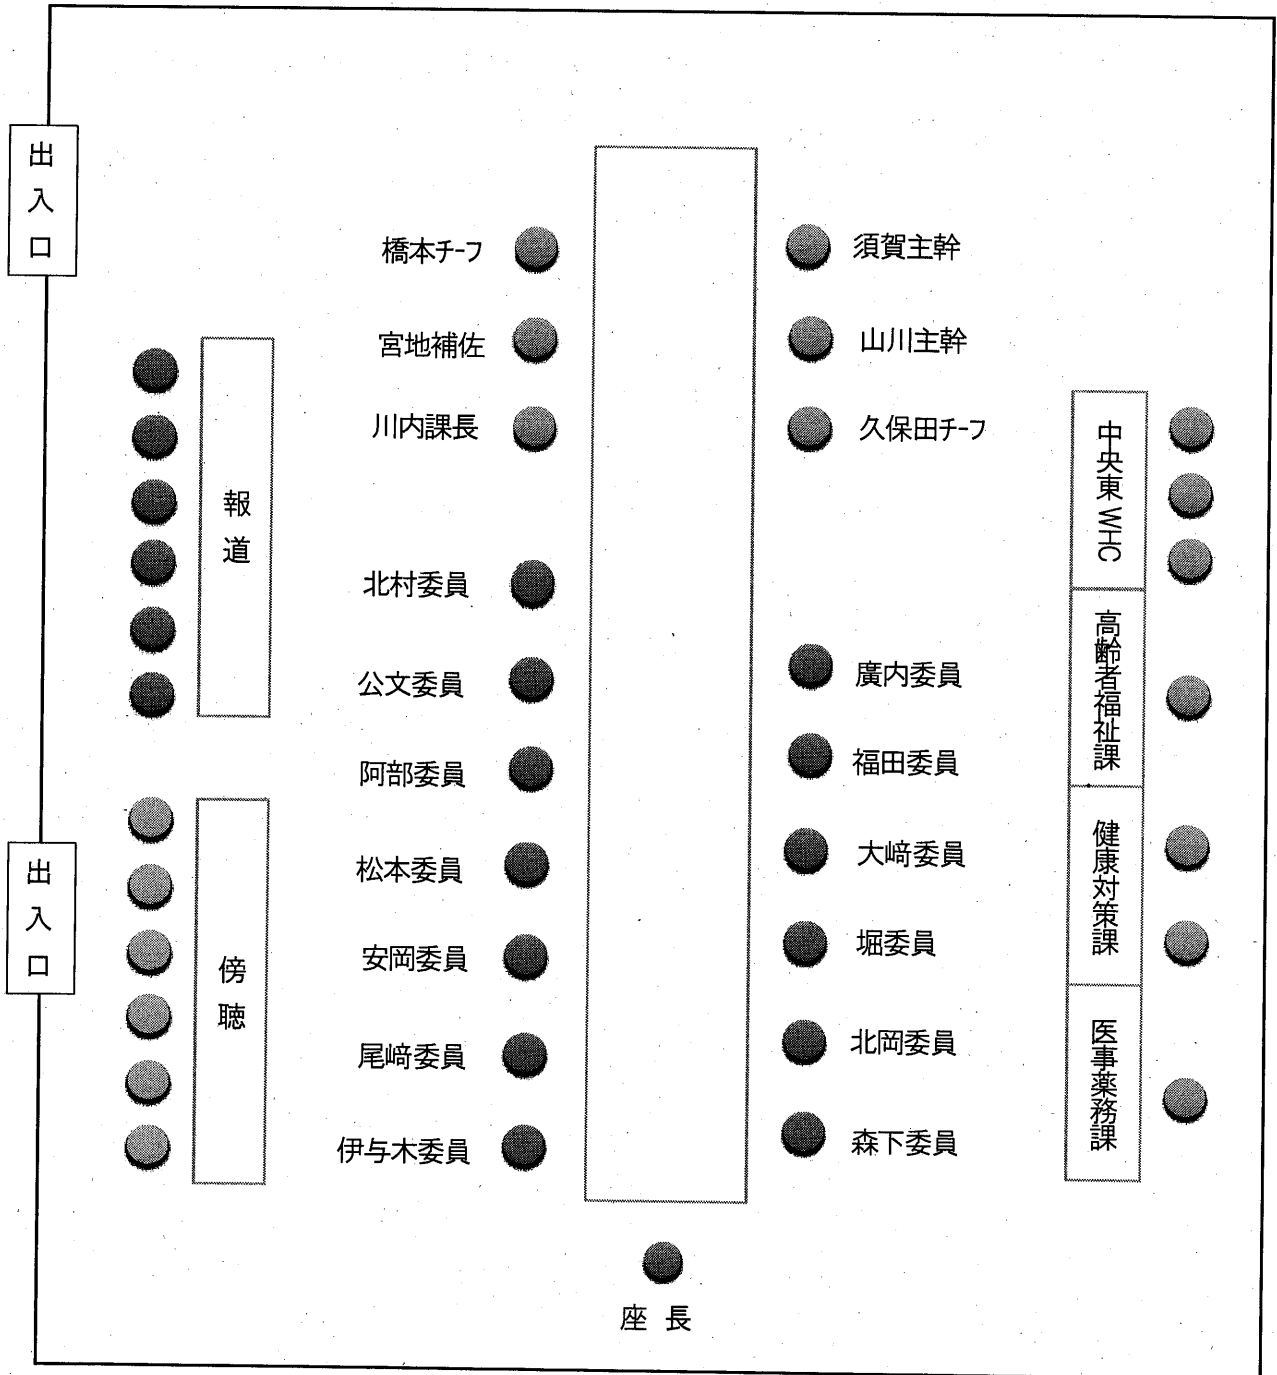 出入口
橋本チーフ
須賀主幹
宮地補佐
山川主幹
川内課長
久保田チーフ
報道
中央東WHC
北村委員
公文委員
廣内委員
高齢者福祉課
阿部委員
福田委員
出入口
松本委員
大﨑委員
健康対策課
傍聴
安岡委員
堀委員
尾﨑委員
北岡委員
医事薬務課
伊与木委員
森下委員
座長